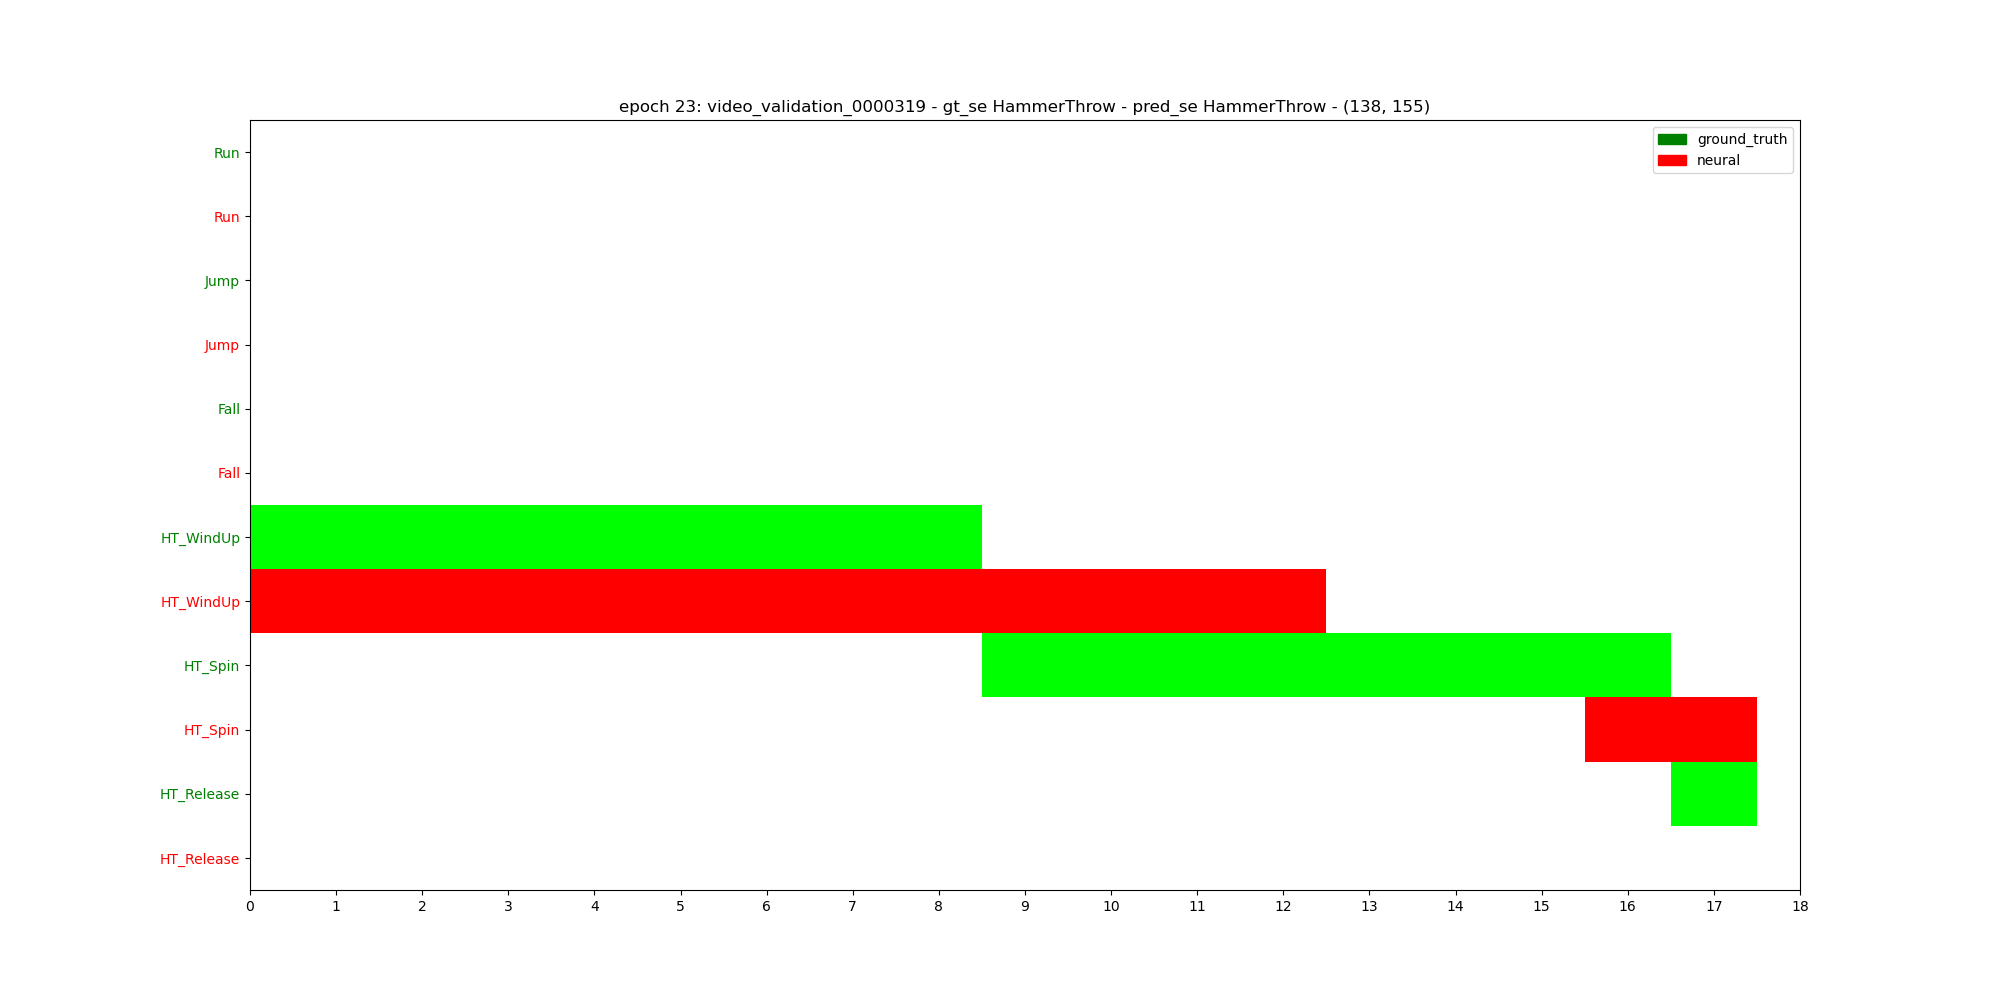 epoch 23: video_validation_0000319 - gt_se HammerThrow - pred_se HammerThrow - (138, 155)
ground_truth
neural
Run
Run
Jump
Jump
Fall
Fall
HT_WindUp
HT_WindUp
HT_Spin
HT_Spin
HT_Release
HT_Release
0 1 2 3 4 5 6 7 8 9 10 11 12 13 14 15 16 17 18